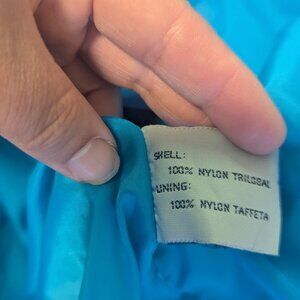 SHELL:
100% NYLON TRILOBAL
LINING:
100% NYLON TAFFETA